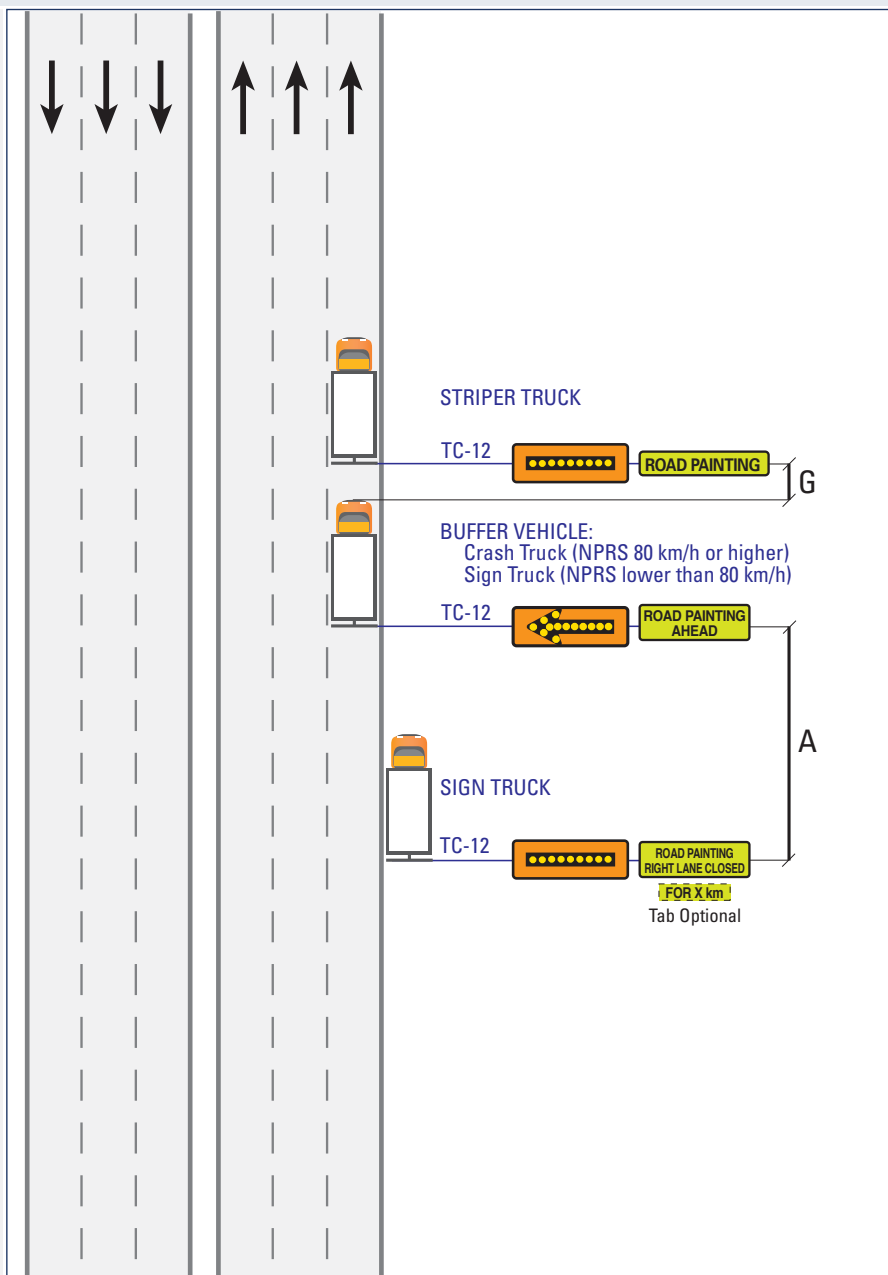 STRIPER TRUCK
TC-12
ROAD PAINTING
G
BUFFER VEHICLE:
Crash Truck (NPRS 80 km/h or higher)
Sign Truck (NPRS lower than 80 km/h)
TC-12
ROAD PAINTING
AHEAD
A
SIGN TRUCK
TC-12
ROAD PAINTING
RIGHT LANE CLOSED
FOR X km
Tab Optional